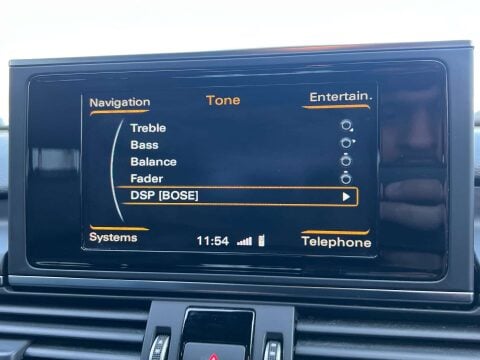 Navigation
Tone
Entertain.
Treble
Bass
Balance
Fader
DSP [BOSE]
Systems
11:54
Telephone